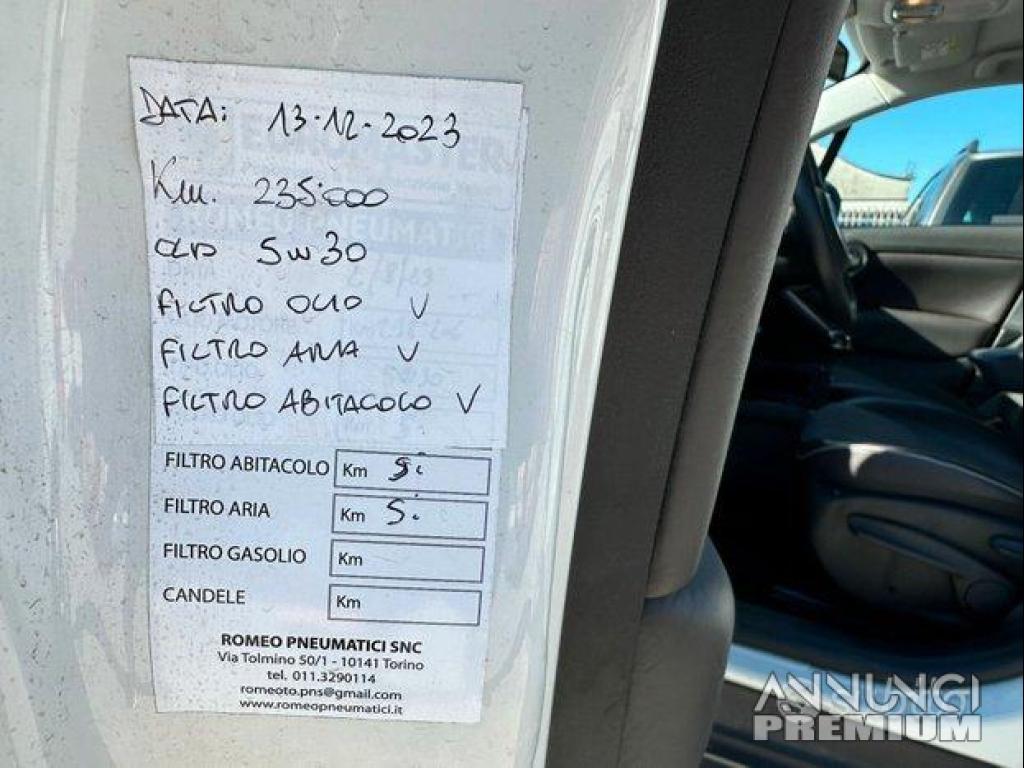 DATA: 13.12.2023
Km. 235.000
OLIO 5W30
FILTRO OLIO V
FILTRO ARIA V
FILTRO ABITACOLO V
FILTRO ABITACOLO Km Si
FILTRO ARIA Km Si
FILTRO GASOLIO Km
CANDELE Km
ROMEO PNEUMATICI SNC
Via Tolmino 50/1 - 10141 Torino
tel. 011.3290114
romeoto.pns@gmail.com
www.romeopneumatici.it
ANNUNCI
PREMIUM